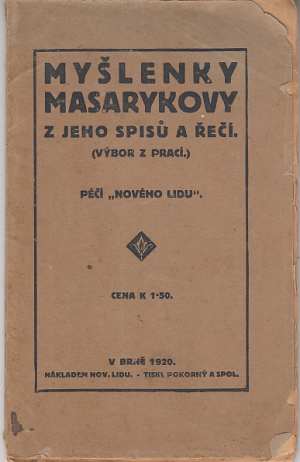 MYŠLENKY
MASARYKOVY
Z JEHO SPISŮ A ŘEČÍ.
(VÝBOR Z PRACÍ.)
PÉČÍ „NOVÉHO LIDU“.
CENA K 1·50.
V BRNĚ 1920.
NÁKLADEM NOV. LIDU. - TISKL POKORNÝ A SPOL.